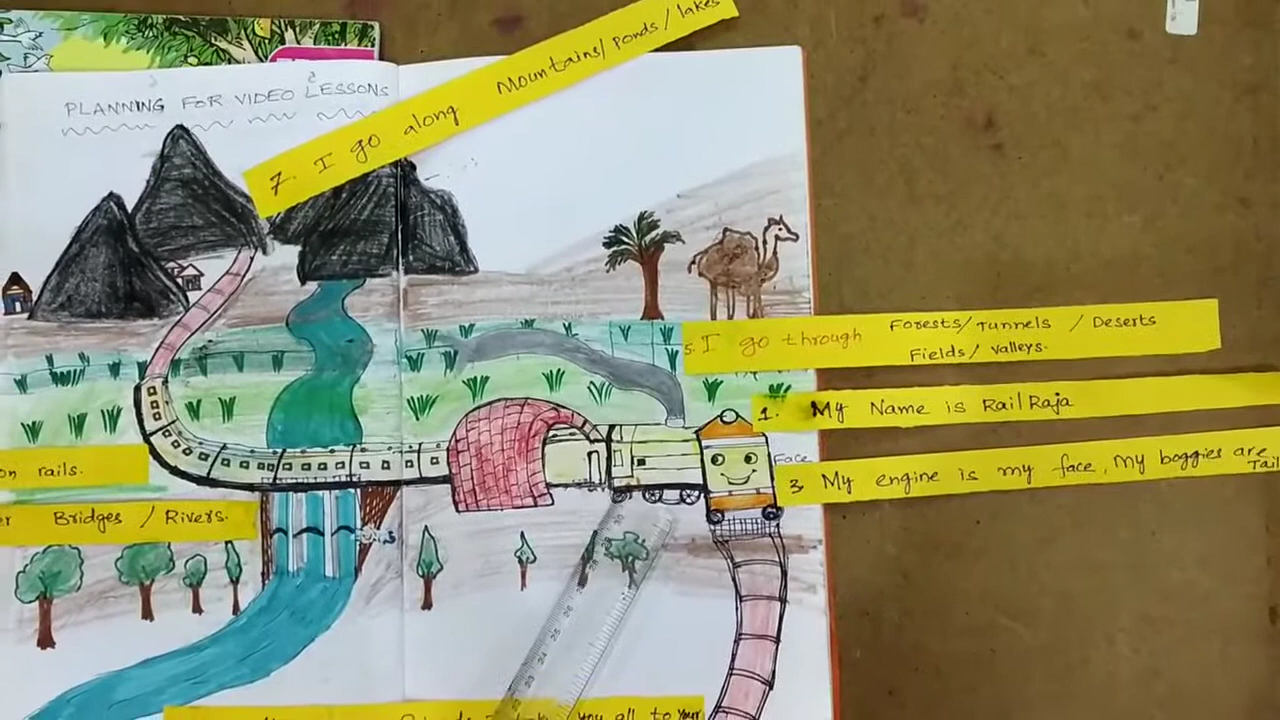 PLANNING FOR VIDEO LESSONS
7. I go along Mountains/ponds/lakes
5. I go through Forests/Tunnels / Deserts
Fields/ Valleys.
1. My Name is RailRaja
Face
3. My engine is my face, my boggies are
Tail
on rails.
Bridges / Rivers.
you all to your